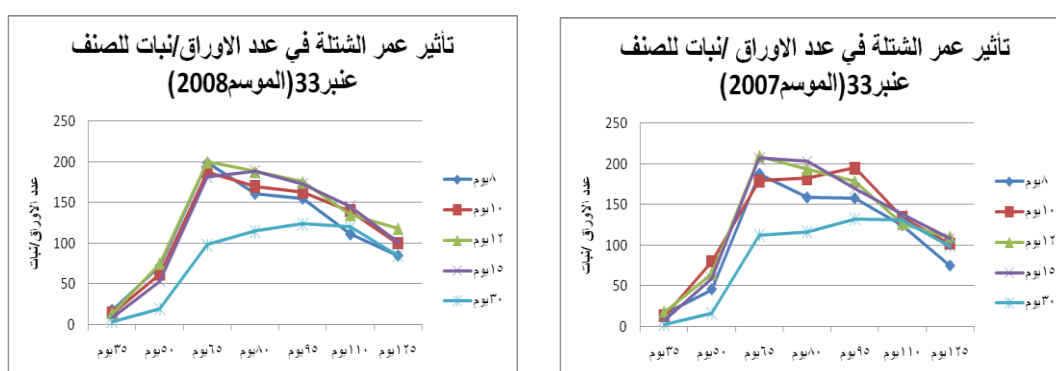 تأثير عمر الشتلة في عدد الاوراق /نبات للصنف
عنبر33(الموسم2007)
عدد الاوراق /نبات
250
200
150
100
50
0
٣٥يوم ٥٠يوم ٦٥يوم ٨٠يوم ٩٥يوم ١١٠يوم ١٢٥يوم
٨يوم
١٠يوم
١٢يوم
١٥يوم
٣٠يوم
تأثير عمر الشتلة في عدد الاوراق/نبات للصنف
عنبر33(الموسم2008)
عدد الاوراق/نبات
250
200
150
100
50
0
٣٥يوم ٥٠يوم ٦٥يوم ٨٠يوم ٩٥يوم ١١٠يوم ١٢٥يوم
٨يوم
١٠يوم
١٢يوم
١٥يوم
٣٠يوم